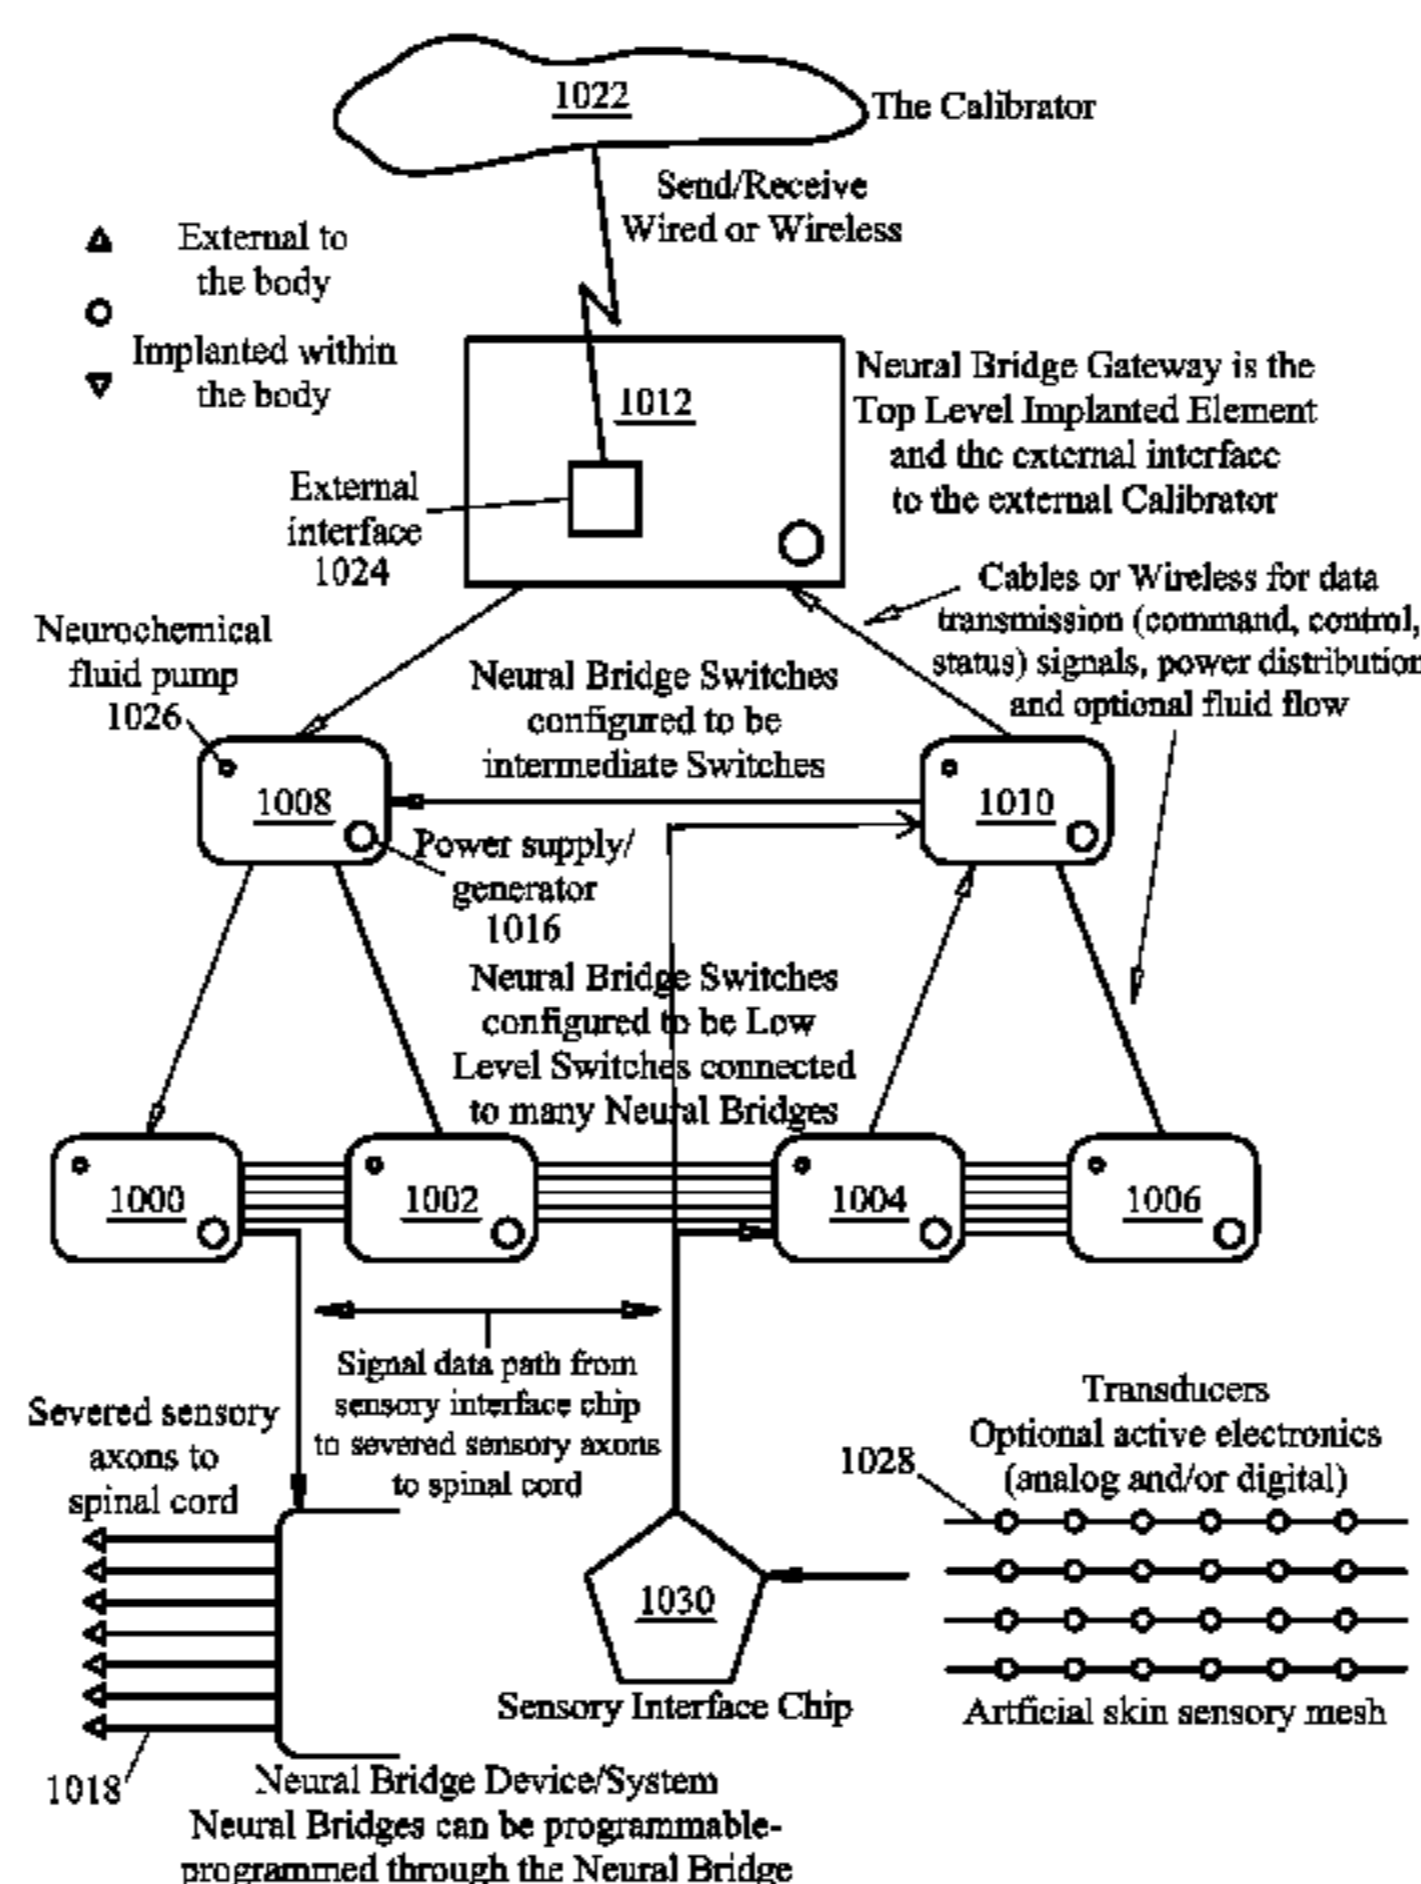 1022
The Calibrator
Send/Receive
Wired or Wireless
External to
the body
Implanted within
the body
1012
Neural Bridge Gateway is the
Top Level Implanted Element
and the external interface
to the external Calibrator
External
interface
1024
Cables or Wireless for data
transmission (command, control,
status) signals, power distribution
and optional fluid flow
Neurochemical
fluid pump
1026
Neural Bridge Switches
configured to be
intermediate Switches
1008
1010
Power supply/
generator
1016
Neural Bridge Switches
configured to be Low
Level Switches connected
to many Neural Bridges
1000
1002
1004
1006
Signal data path from
sensory interface chip
to severed sensory axons
to spinal cord
Severed sensory
axons to
spinal cord
Transducers
Optional active electronics
(analog and/or digital)
1028
1030
Sensory Interface Chip
Artficial skin sensory mesh
1018
Neural Bridge Device/System
Neural Bridges can be programmable-
programmed through the Neural Bridge